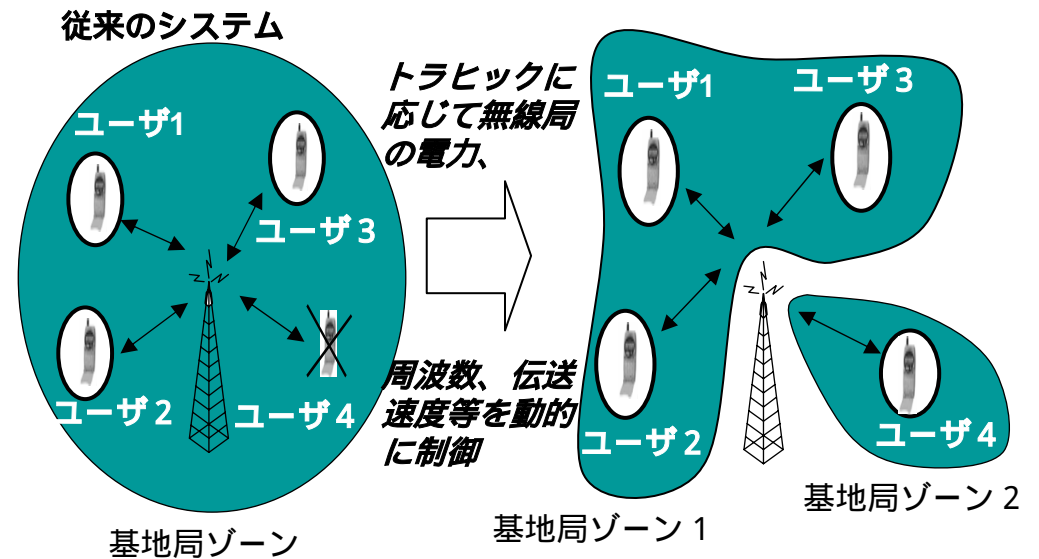 従来のシステム
ユーザ1
ユーザ３
ユーザ２
ユーザ４
基地局ゾーン
トラヒックに
応じて無線局
の電力、
周波数、伝送
速度等を動的
に制御
ユーザ1
ユーザ３
ユーザ２
ユーザ４
基地局ゾーン１
基地局ゾーン２